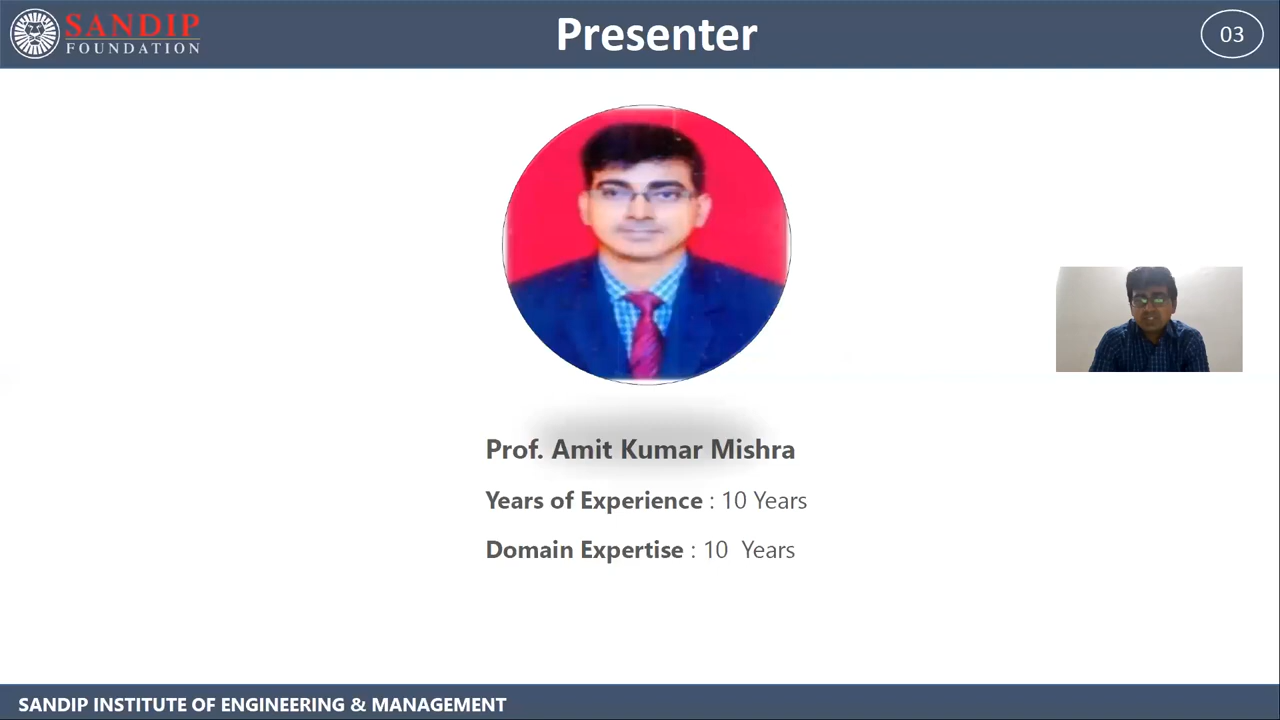 SANDIP
FOUNDATION
Presenter
03
Prof. Amit Kumar Mishra
Years of Experience : 10 Years
Domain Expertise : 10 Years
SANDIP INSTITUTE OF ENGINEERING & MANAGEMENT